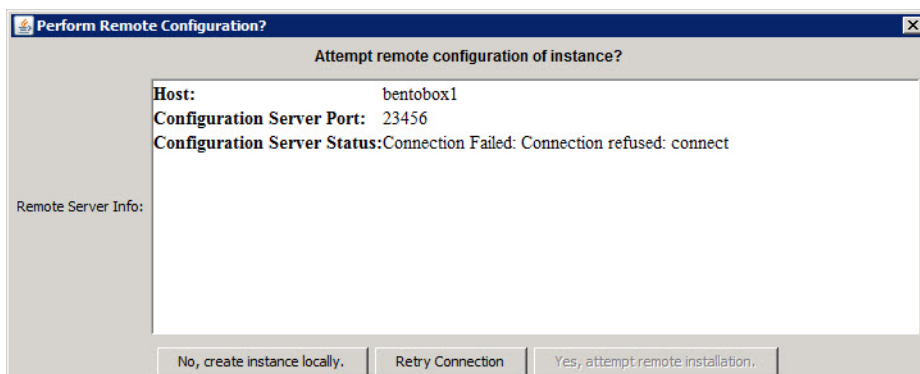 Perform Remote Configuration?
Attempt remote configuration of instance?
Host: bentobox1
Configuration Server Port: 23456
Configuration Server Status:Connection Failed: Connection refused: connect
Remote Server Info:
No, create instance locally. Retry Connection Yes, attempt remote installation.